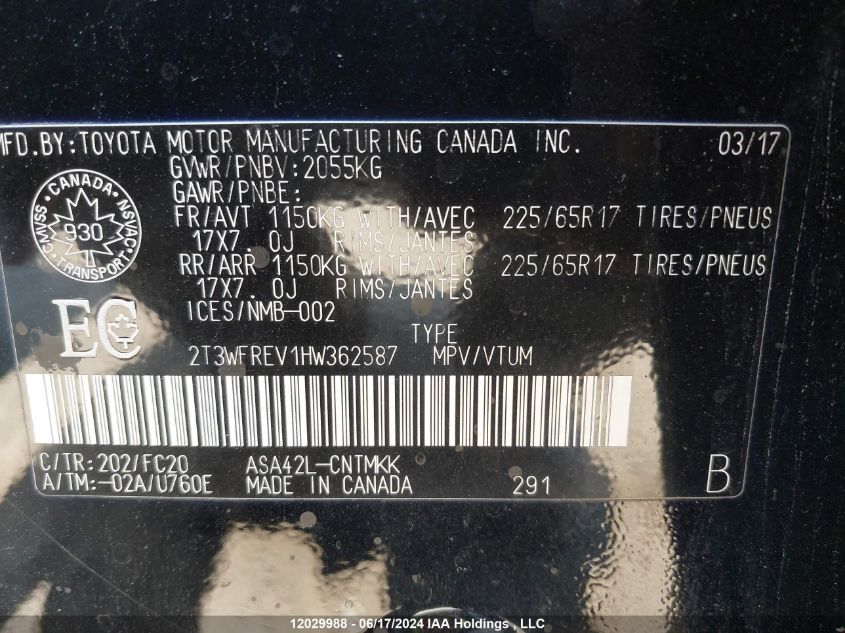 MFD.BY:TOYOTA MOTOR MANUFACTURING CANADA INC. 03/17
GVWR/PNBV:2055KG
GAWR/PNBE:
FR/AVT 1150KG WITH/AVEC 225/65R17 TIRES/PNEUS
17X7. 0J RIMS/JANTES
RR/ARR 1150KG WITH/AVEC 225/65R17 TIRES/PNEUS
17X7. 0J RIMS/JANTES
ICES/NMB-002
CANADA
CMVSS NSVAC
930
TRANSPORT
EC
TYPE
2T3WFREV1HW362587 MPV/VTUM
C/TR:202/FC20 ASA42L-CNTMKK
A/TM:-02A/U760E MADE IN CANADA 291 B
12029988 - 06/17/2024 IAA Holdings , LLC